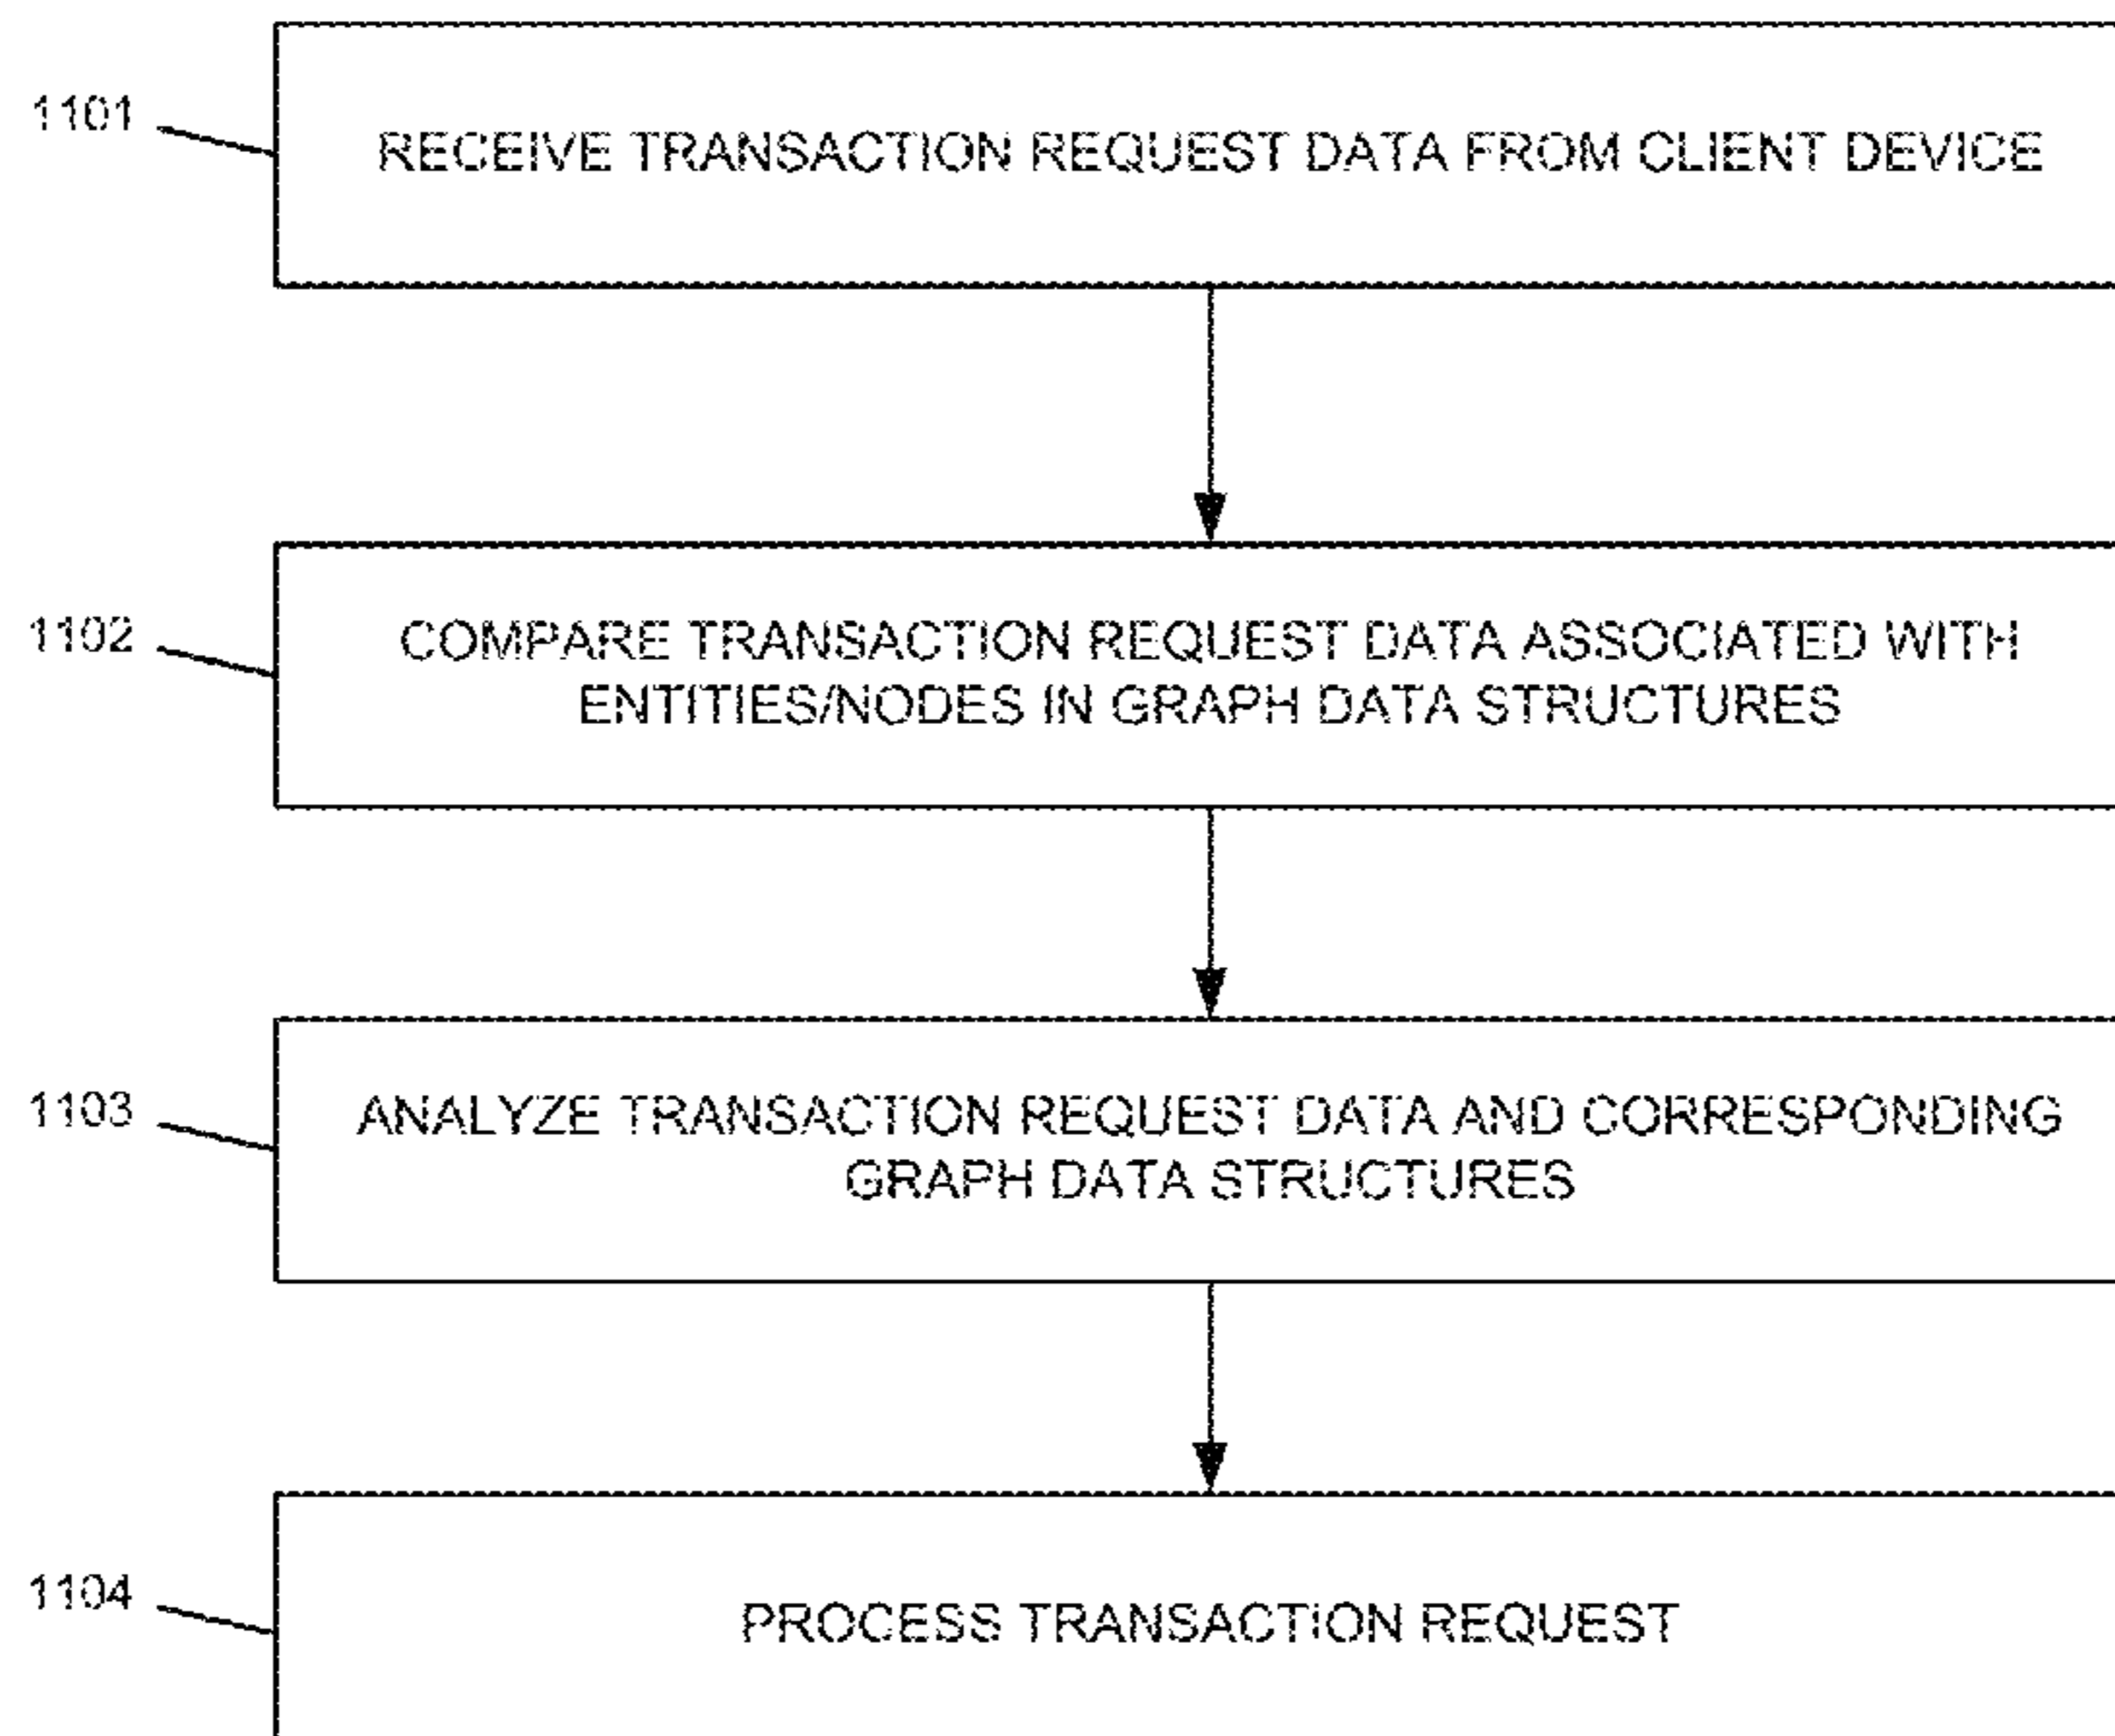 1101
RECEIVE TRANSACTION REQUEST DATA FROM CLIENT DEVICE
1102
COMPARE TRANSACTION REQUEST DATA ASSOCIATED WITH
ENTITIES/NODES IN GRAPH DATA STRUCTURES
1103
ANALYZE TRANSACTION REQUEST DATA AND CORRESPONDING
GRAPH DATA STRUCTURES
1104
PROCESS TRANSACTION REQUEST